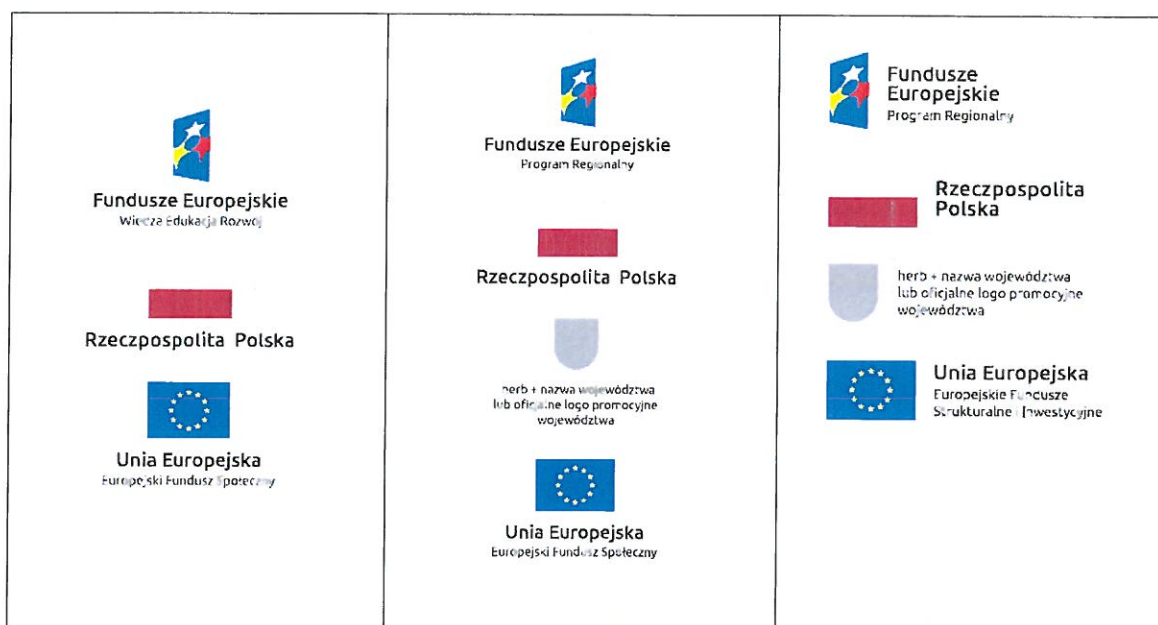 Fundusze Europejskie
Wiedza Edukacja Rozwój
Rzeczpospolita Polska
Unia Europejska
Europejski Fundusz Społeczny
Fundusze Europejskie
Program Regionalny
Rzeczpospolita Polska
herb + nazwa województwa
lub oficjalne logo promocyjne
województwa
Unia Europejska
Europejski Fundusz Społeczny
Fundusze
Europejskie
Program Regionalny
Rzeczpospolita
Polska
herb + nazwa województwa
lub oficjalne logo promocyjne
województwa
Unia Europejska
Europejskie Fundusze
Strukturalne i Inwestycyjne